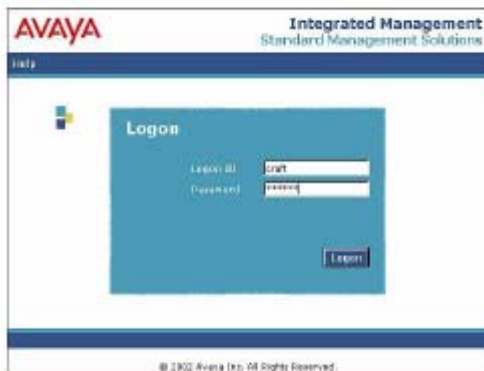 AVAYA
Integrated Management
Standard Management Solutions
Help
Logon
Logon ID
craft
Password
*******
Logon
© 2002 Avaya Inc. All Rights Reserved.